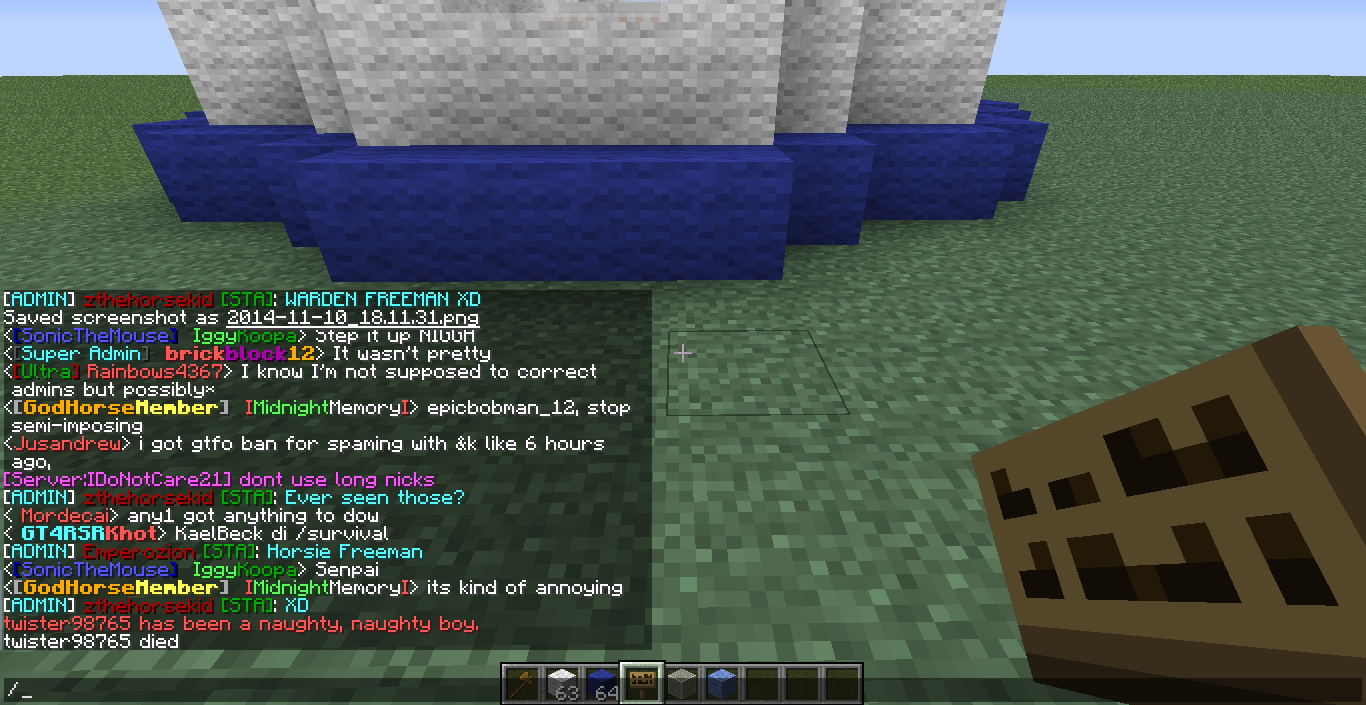 [ADMIN] zthehorsekid [STA]: WARDEN FREEMAN XD
Saved screenshot as 2014-11-10_18.11.31.png
<[SonicTheMouse] IggyKoopa> Step it up
<[Super Admin] brickblock12> It wasn't pretty
<[Ultra] Rainbows4367> I know I'm not supposed to correct
admins but possibly*
<[GodHorseMember] IMidnightMemoryI> epicbobman_12, stop
semi-imposing
<Jusandrew> i got gtfo ban for spaming with &k like 6 hours
ago,
[Server:IDoNotCare21] dont use long nicks
[ADMIN] zthehorsekid [STA]: Ever seen those?
< Mordecai> any1 got anything to dow
< GT4RSRKhot> KaelBeck di /survival
[ADMIN] Emperozion [STA]: Horsie Freeman
<[SonicTheMouse] IggyKoopa> Senpai
<[GodHorseMember] IMidnightMemoryI> its kind of annoying
[ADMIN] zthehorsekid [STA]: XD
twister98765 has been a naughty, naughty boy.
twister98765 died
/_
63 64